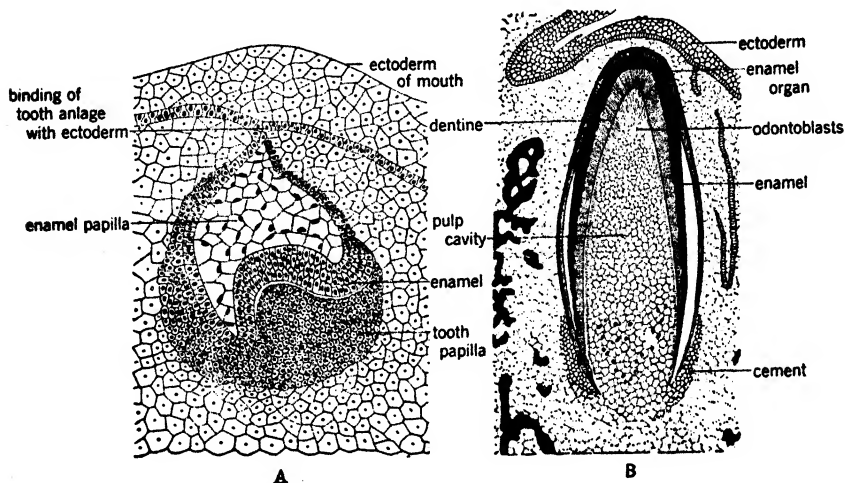 ectoderm
of mouth
binding of
tooth anlage
with ectoderm
enamel papilla
enamel
tooth
papilla
A
ectoderm
enamel
organ
dentine
odontoblasts
enamel
pulp
cavity
cement
B